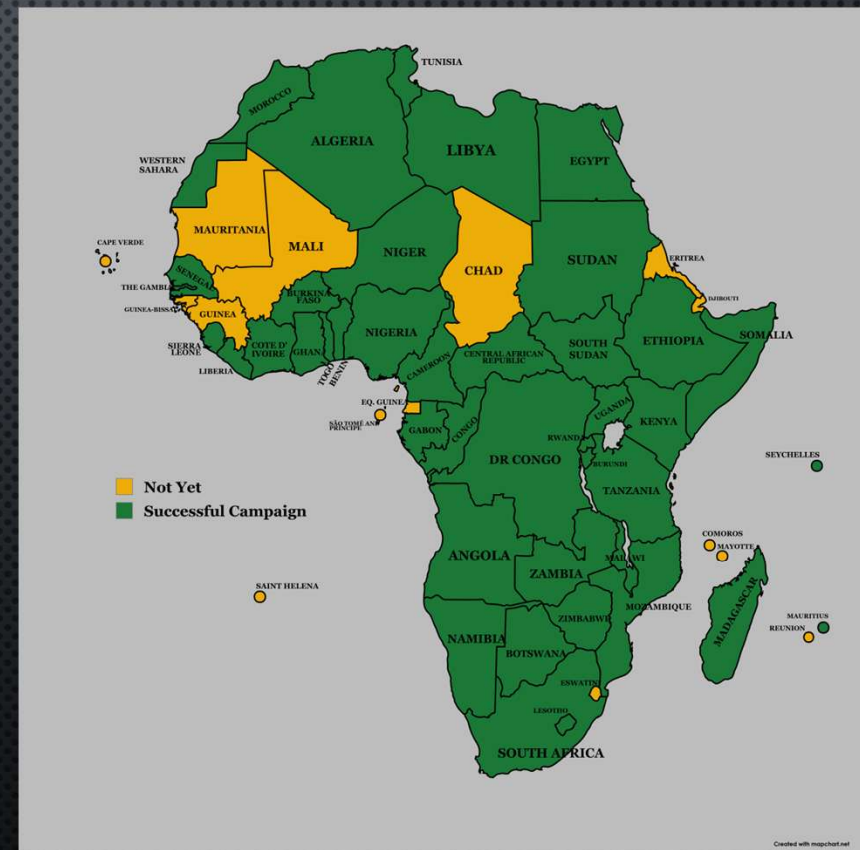 TUNISIA
MOROCCO
ALGERIA
LIBYA
EGYPT
WESTERN
SAHARA
MAURITANIA
MALI
NIGER
CHAD
SUDAN
ERITREA
CAPE VERDE
SENEGAL
THE GAMBIA
GUINEA-BISSAU
GUINEA
BURKINA
FASO
DJIBOUTI
NIGERIA
SIERRA
LEONE
COTE D'
IVOIRE
GHANA
LIBERIA
TOGO
BENIN
CAMEROON
CENTRAL AFRICAN
REPUBLIC
SOUTH
SUDAN
ETHIOPIA
SOMALIA
EQ. GUINEA
SÃO TOMÉ AND
PRINCIPE
GABON
CONGO
UGANDA
KENYA
RWANDA
DR CONGO
BURUNDI
TANZANIA
SEYCHELLES
Not Yet
Successful Campaign
COMOROS
MAYOTTE
ANGOLA
MALAWI
ZAMBIA
SAINT HELENA
MOZAMBIQUE
MADAGASCAR
ZIMBABWE
MAURITIUS
REUNION
NAMIBIA
BOTSWANA
ESWATINI
LESOTHO
SOUTH AFRICA
Created with mapchart.net